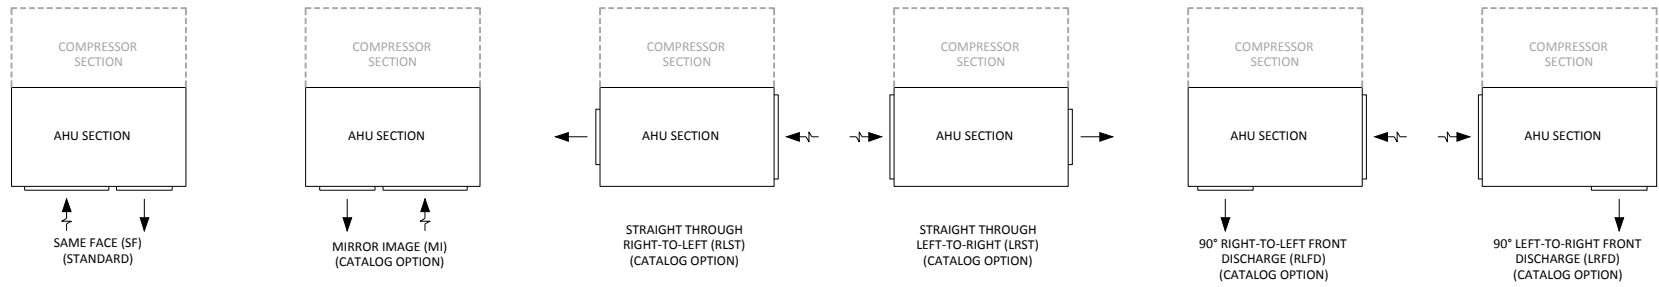 COMPRESSOR
SECTION
AHU SECTION
SAME FACE (SF)
(STANDARD)
COMPRESSOR
SECTION
AHU SECTION
MIRROR IMAGE (MI)
(CATALOG OPTION)
COMPRESSOR
SECTION
AHU SECTION
STRAIGHT THROUGH
RIGHT-TO-LEFT (RLST)
(CATALOG OPTION)
COMPRESSOR
SECTION
AHU SECTION
STRAIGHT THROUGH
LEFT-TO-RIGHT (LRST)
(CATALOG OPTION)
COMPRESSOR
SECTION
AHU SECTION
90° RIGHT-TO-LEFT FRONT
DISCHARGE (RLFD)
(CATALOG OPTION)
COMPRESSOR
SECTION
AHU SECTION
90° LEFT-TO-RIGHT FRONT
DISCHARGE (LRFD)
(CATALOG OPTION)